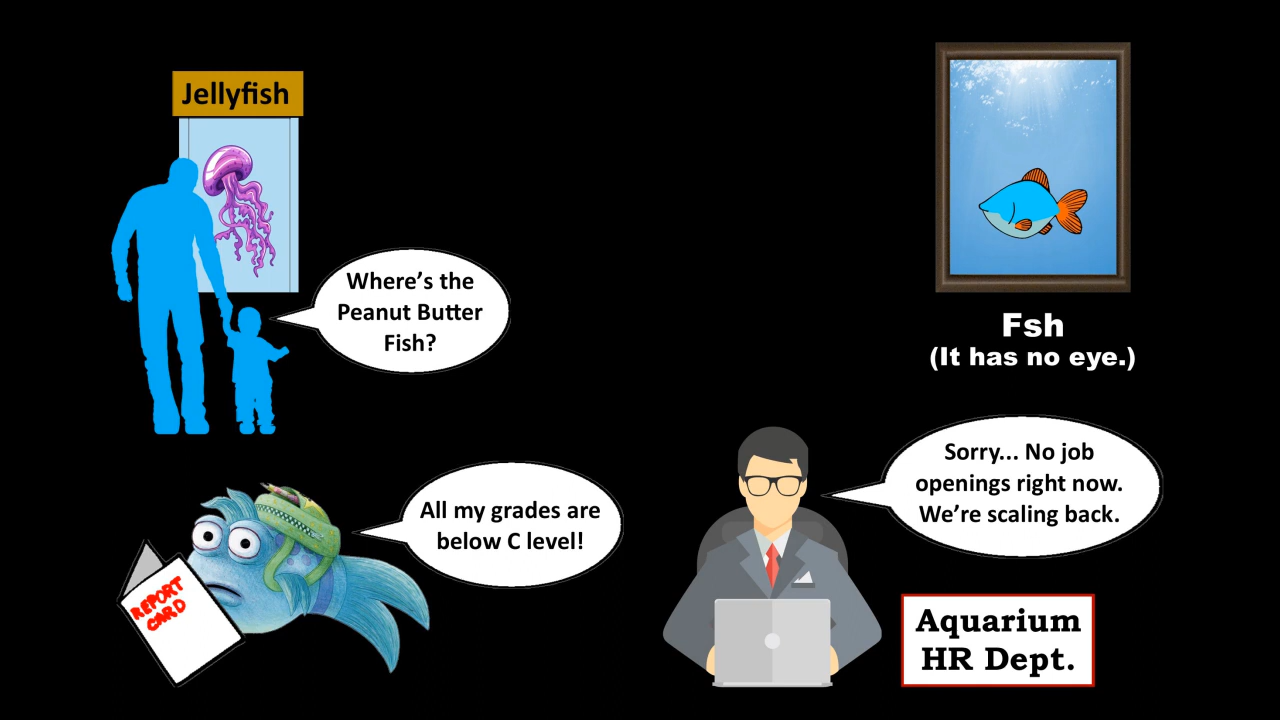 Jellyfish
Where's the
Peanut Butter
Fish?
Fsh
(It has no eye.)
All my grades are
below C level!
REPORT
CARD
Sorry... No job
openings right now.
We're scaling back.
Aquarium
HR Dept.